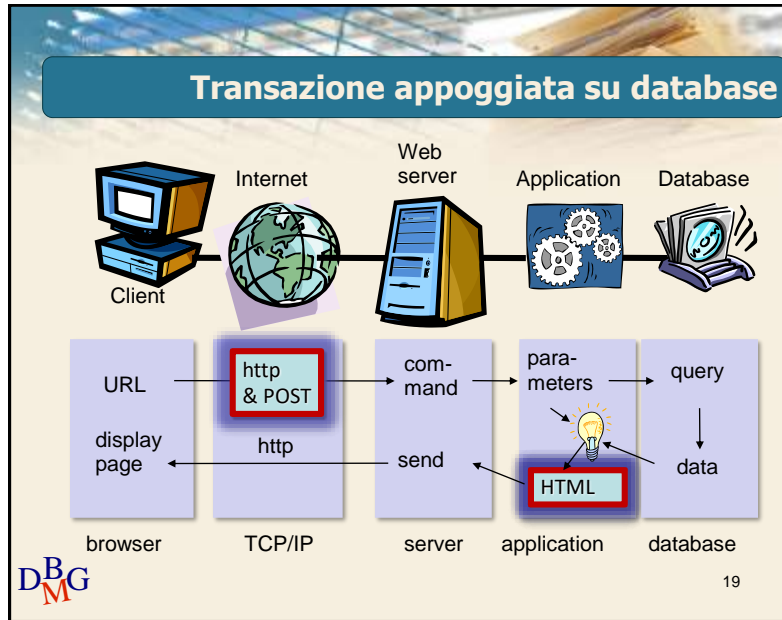 Transazione appoggiata su database
Client
Internet
Web
server
Application
Database
URL
http
& POST
com-
mand
para-
meters
query
display
page
http
send
HTML
data
browser
TCP/IP
server
application
database
DBMG
19